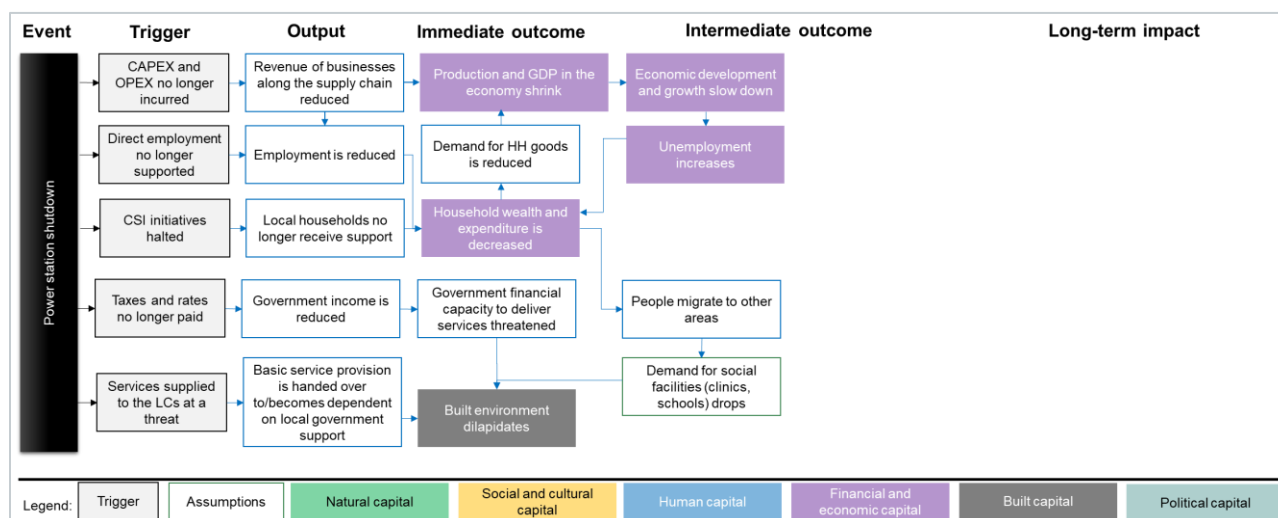 Event
Trigger
Output
Immediate outcome
Intermediate outcome
Long-term impact
Power station shutdown
CAPEX and
OPEX no longer
incurred
Revenue of businesses
along the supply chain
reduced
Production and GDP in the
economy shrink
Economic development
and growth slow down
Direct employment
no longer
supported
Employment is reduced
Demand for HH goods
is reduced
Unemployment
increases
CSI initiatives
halted
Local households no
longer receive support
Household wealth and
expenditure is
decreased
Taxes and rates
no longer paid
Government income is
reduced
Government financial
capacity to deliver
services threatened
People migrate to other
areas
Services supplied
to the LCs at a
threat
Basic service provision
is handed over
to/becomes dependent
on local government
support
Built environment
dilapidates
Demand for social
facilities (clinics,
schools) drops
Legend:
Trigger
Assumptions
Natural capital
Social and cultural
capital
Human capital
Financial and
economic capital
Built capital
Political capital